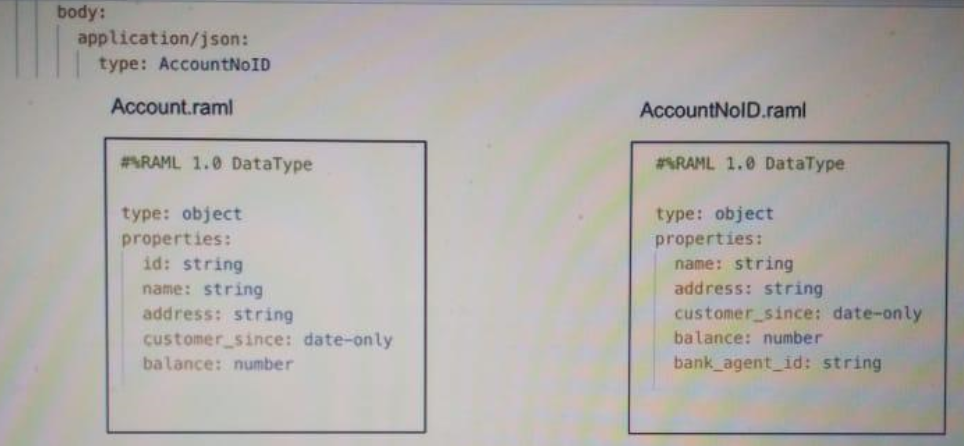 body:
application/json:
type: AccountNoID
Account.raml
#%RAML 1.0 DataType
type: object
properties:
id: string
name: string
address: string
customer_since: date-only
balance: number
AccountNoID.raml
#%RAML 1.0 DataType
type: object
properties:
name: string
address: string
customer_since: date-only
balance: number
bank_agent_id: string